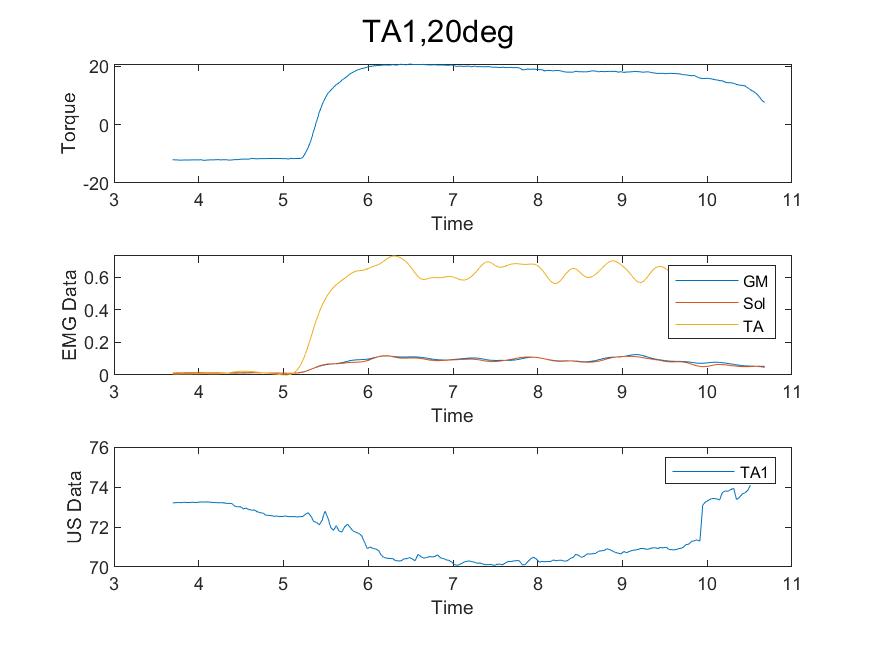 TA1,20deg
20
0
-20
Torque
3 4 5 6 7 8 9 10 11
Time
0.6
0.4
0.2
0
EMG Data
GM
Sol
TA
3 4 5 6 7 8 9 10 11
Time
76
74
72
70
US Data
TA1
3 4 5 6 7 8 9 10 11
Time